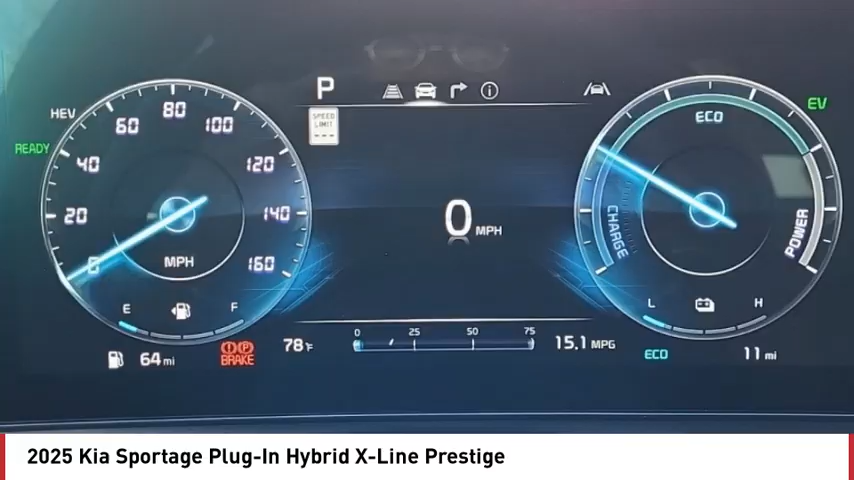 P
HEV
READY
0 20 40 60 80 100 120 140 160
MPH
E F
SPEED
LIMIT
---
0 MPH
ECO
EV
CHARGE
POWER
L H
0 25 50 75
64 mi
BRAKE
78°F
15.1 MPG
ECO
11 mi
2025 Kia Sportage Plug-In Hybrid X-Line Prestige